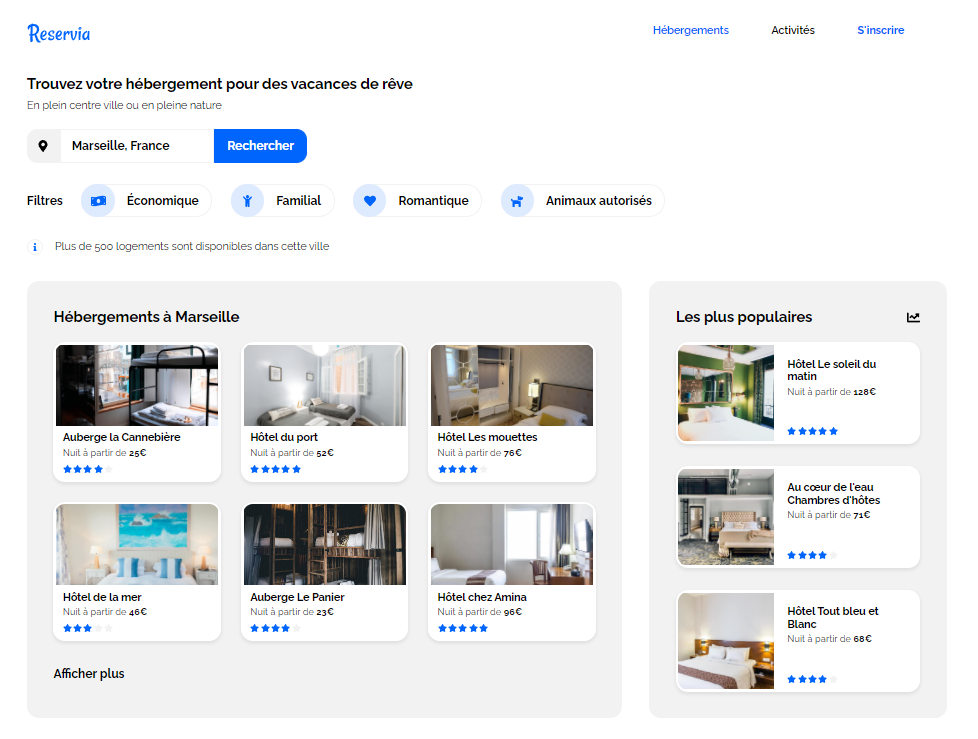 Reservia
Hébergements
Activités
S'inscrire
Trouvez votre hébergement pour des vacances de rêve
En plein centre ville ou en pleine nature
Marseille, France
Rechercher
Filtres
Économique
Familial
Romantique
Animaux autorisés
Plus de 500 logements sont disponibles dans cette ville
Hébergements à Marseille
Auberge la Cannebière
Nuit à partir de 25€
Hôtel du port
Nuit à partir de 52€
Hôtel Les mouettes
Nuit à partir de 76€
Hôtel de la mer
Nuit à partir de 46€
Auberge Le Panier
Nuit à partir de 23€
Hôtel chez Amina
Nuit à partir de 96€
Afficher plus
Les plus populaires
Hôtel Le soleil du
matin
Nuit à partir de 128€
Au cœur de l'eau
Chambres d'hôtes
Nuit à partir de 71€
Hôtel Tout bleu et
Blanc
Nuit à partir de 68€